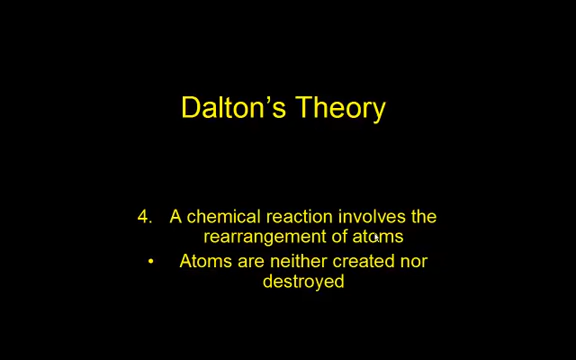 Dalton’s Theory
4. A chemical reaction involves the
rearrangement of atoms
• Atoms are neither created nor
destroyed